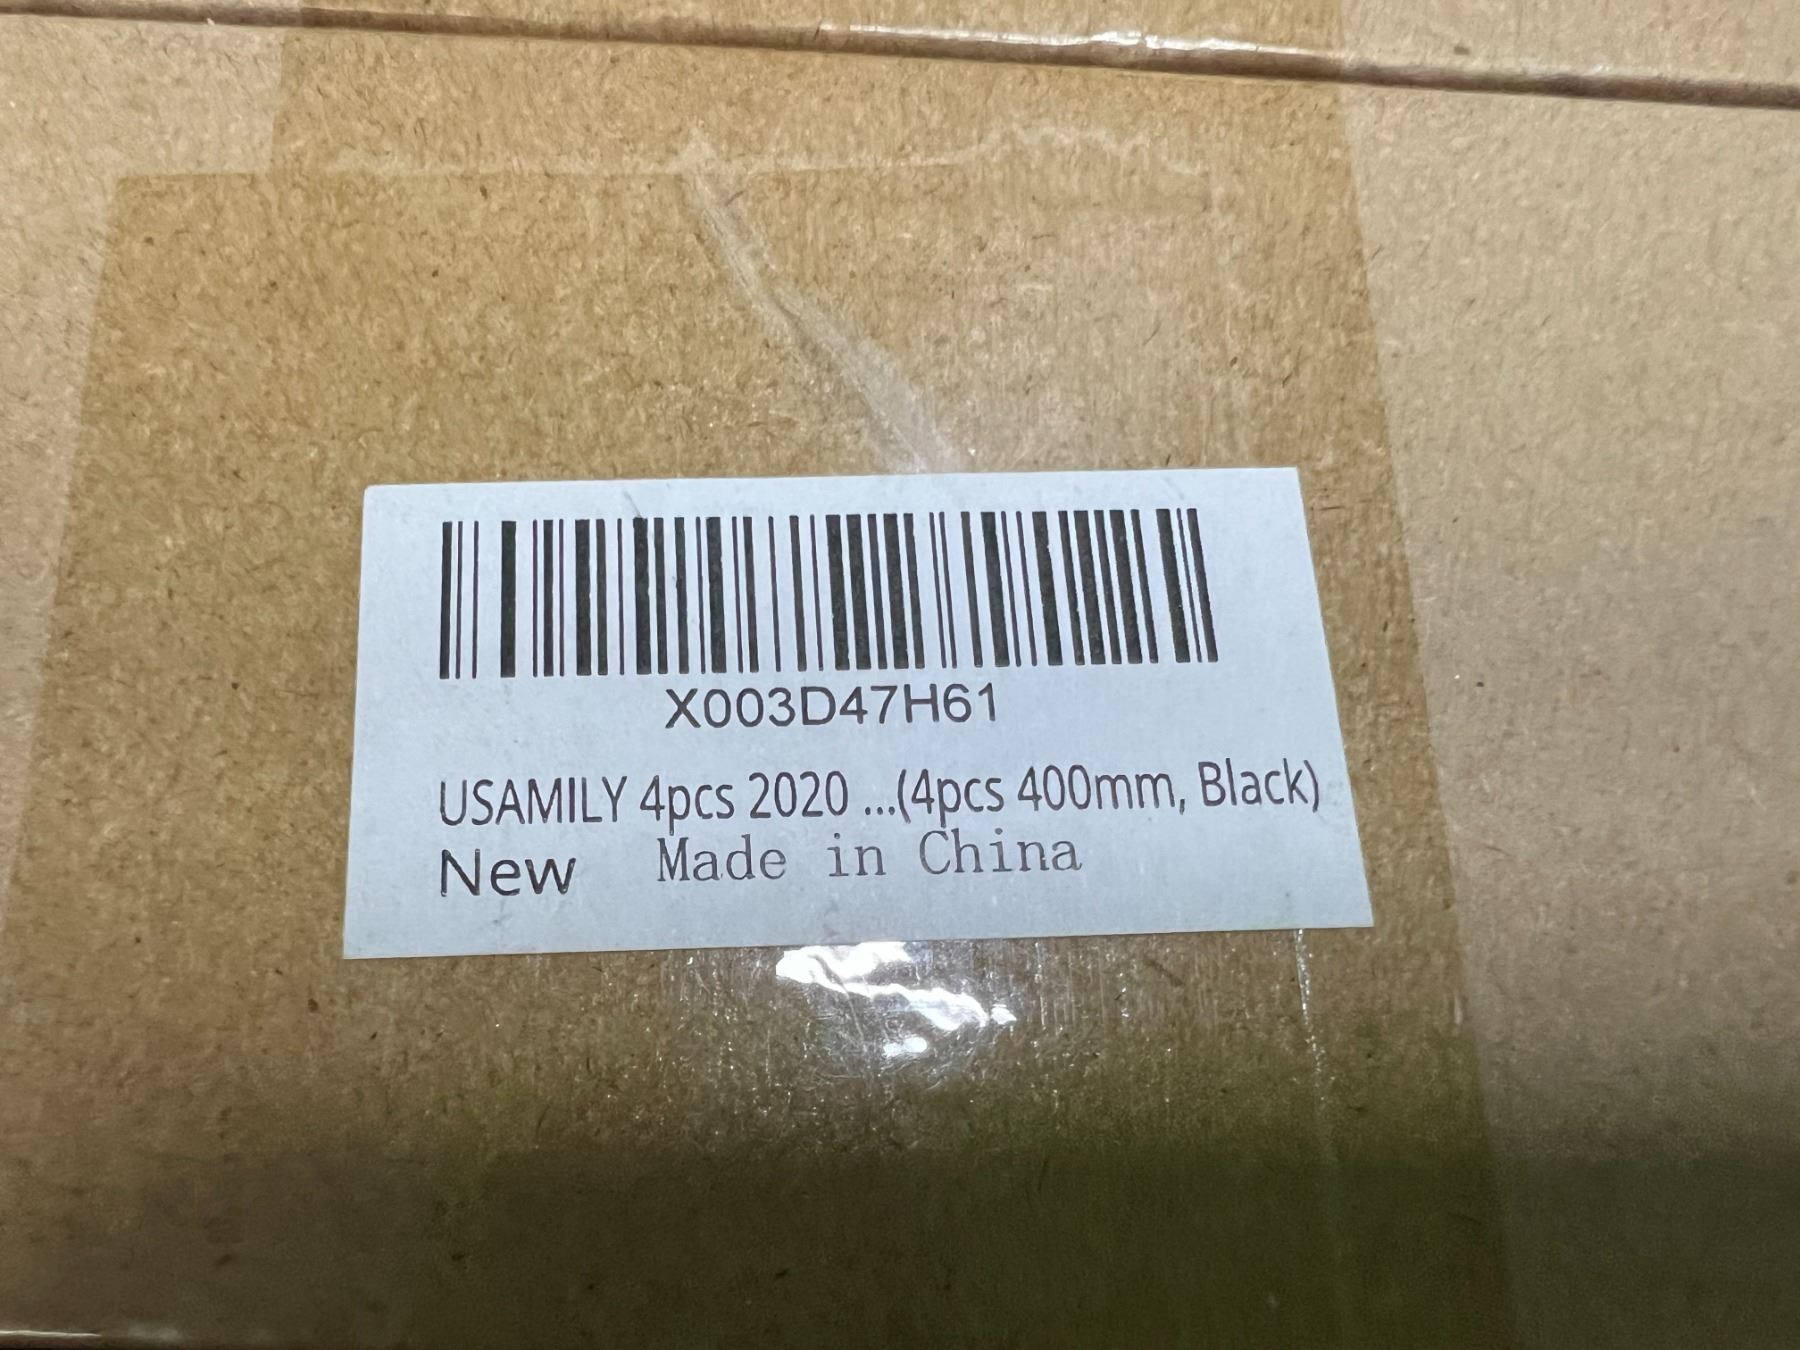 X003D47H61
USAMILY 4pcs 2020 ...(4pcs 400mm, Black)
New Made in China